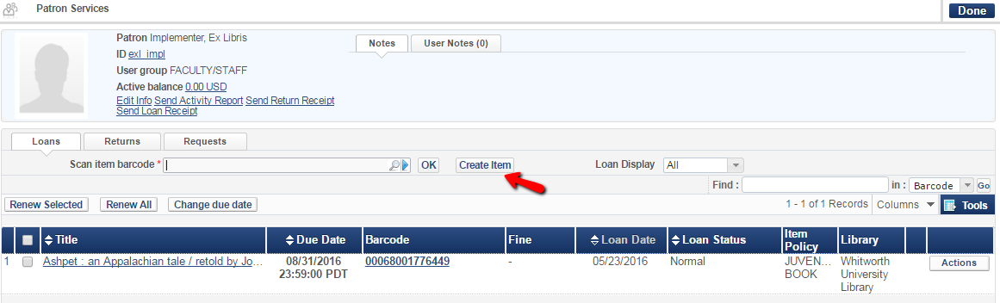 Patron Services
Done
Patron Implementer, Ex Libris
ID exl_impl
User group FACULTY/STAFF
Active balance 0.00 USD
Edit Info Send Activity Report Send Return Receipt
Send Loan Receipt
Notes User Notes (0)
Loans Returns Requests
Scan item barcode * OK Create Item Loan Display All
Find : in : Barcode Go
Renew Selected Renew All Change due date 1 - 1 of 1 Records Columns Tools
Title Due Date Barcode Fine Loan Date Loan Status Item Policy Library
1 Ashpet : an Appalachian tale / retold by Jo... 08/31/2016 00068001776449 - 05/23/2016 Normal JUVEN... Whitworth Actions
23:59:00 PDT BOOK University
Library